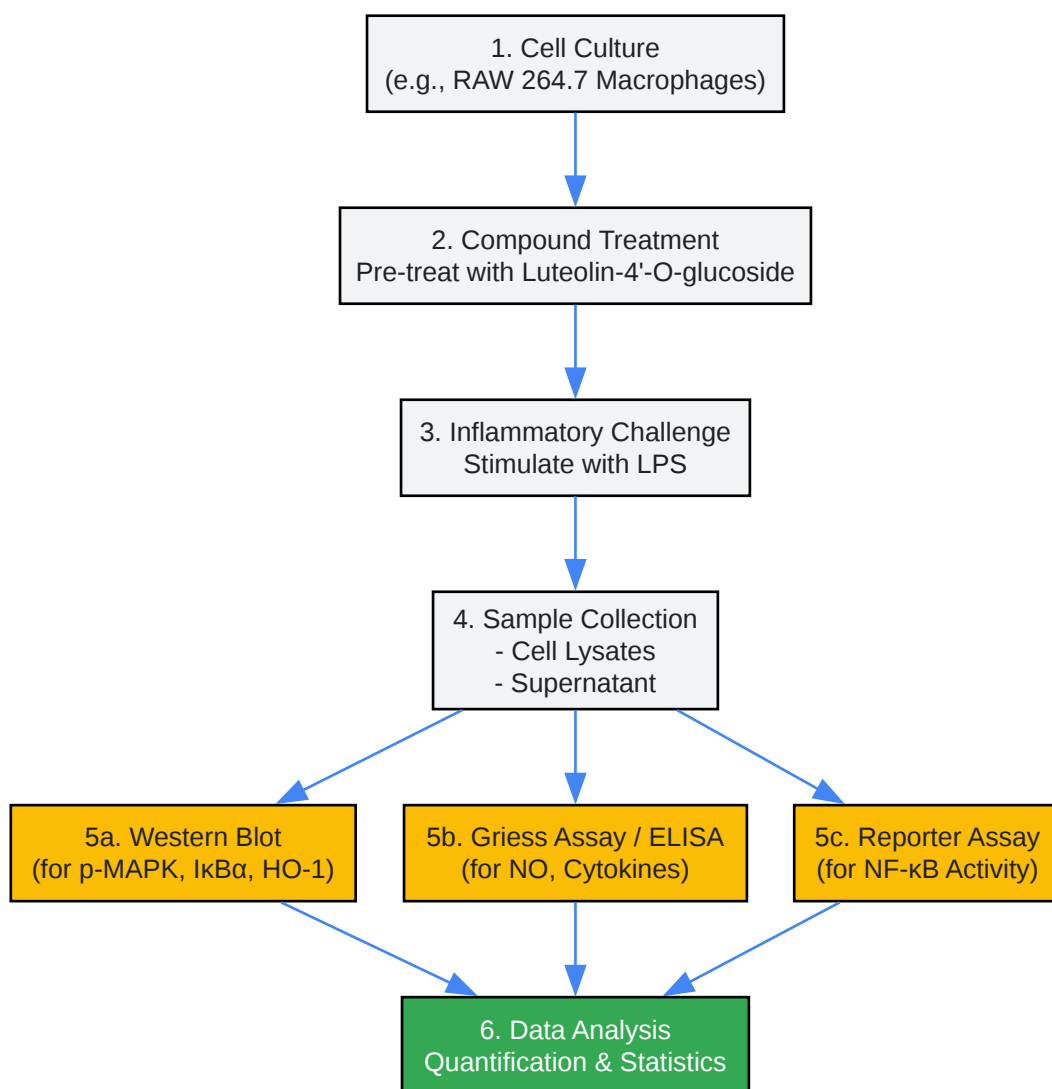 1. Cell Culture
(e.g., RAW 264.7 Macrophages)
2. Compound Treatment
Pre-treat with Luteolin-4'-O-glucoside
3. Inflammatory Challenge
Stimulate with LPS
4. Sample Collection
- Cell Lysates
- Supernatant
5a. Western Blot
(for p-MAPK, IκBα, HO-1)
5b. Griess Assay / ELISA
(for NO, Cytokines)
5c. Reporter Assay
(for NF-κB Activity)
6. Data Analysis
Quantification & Statistics